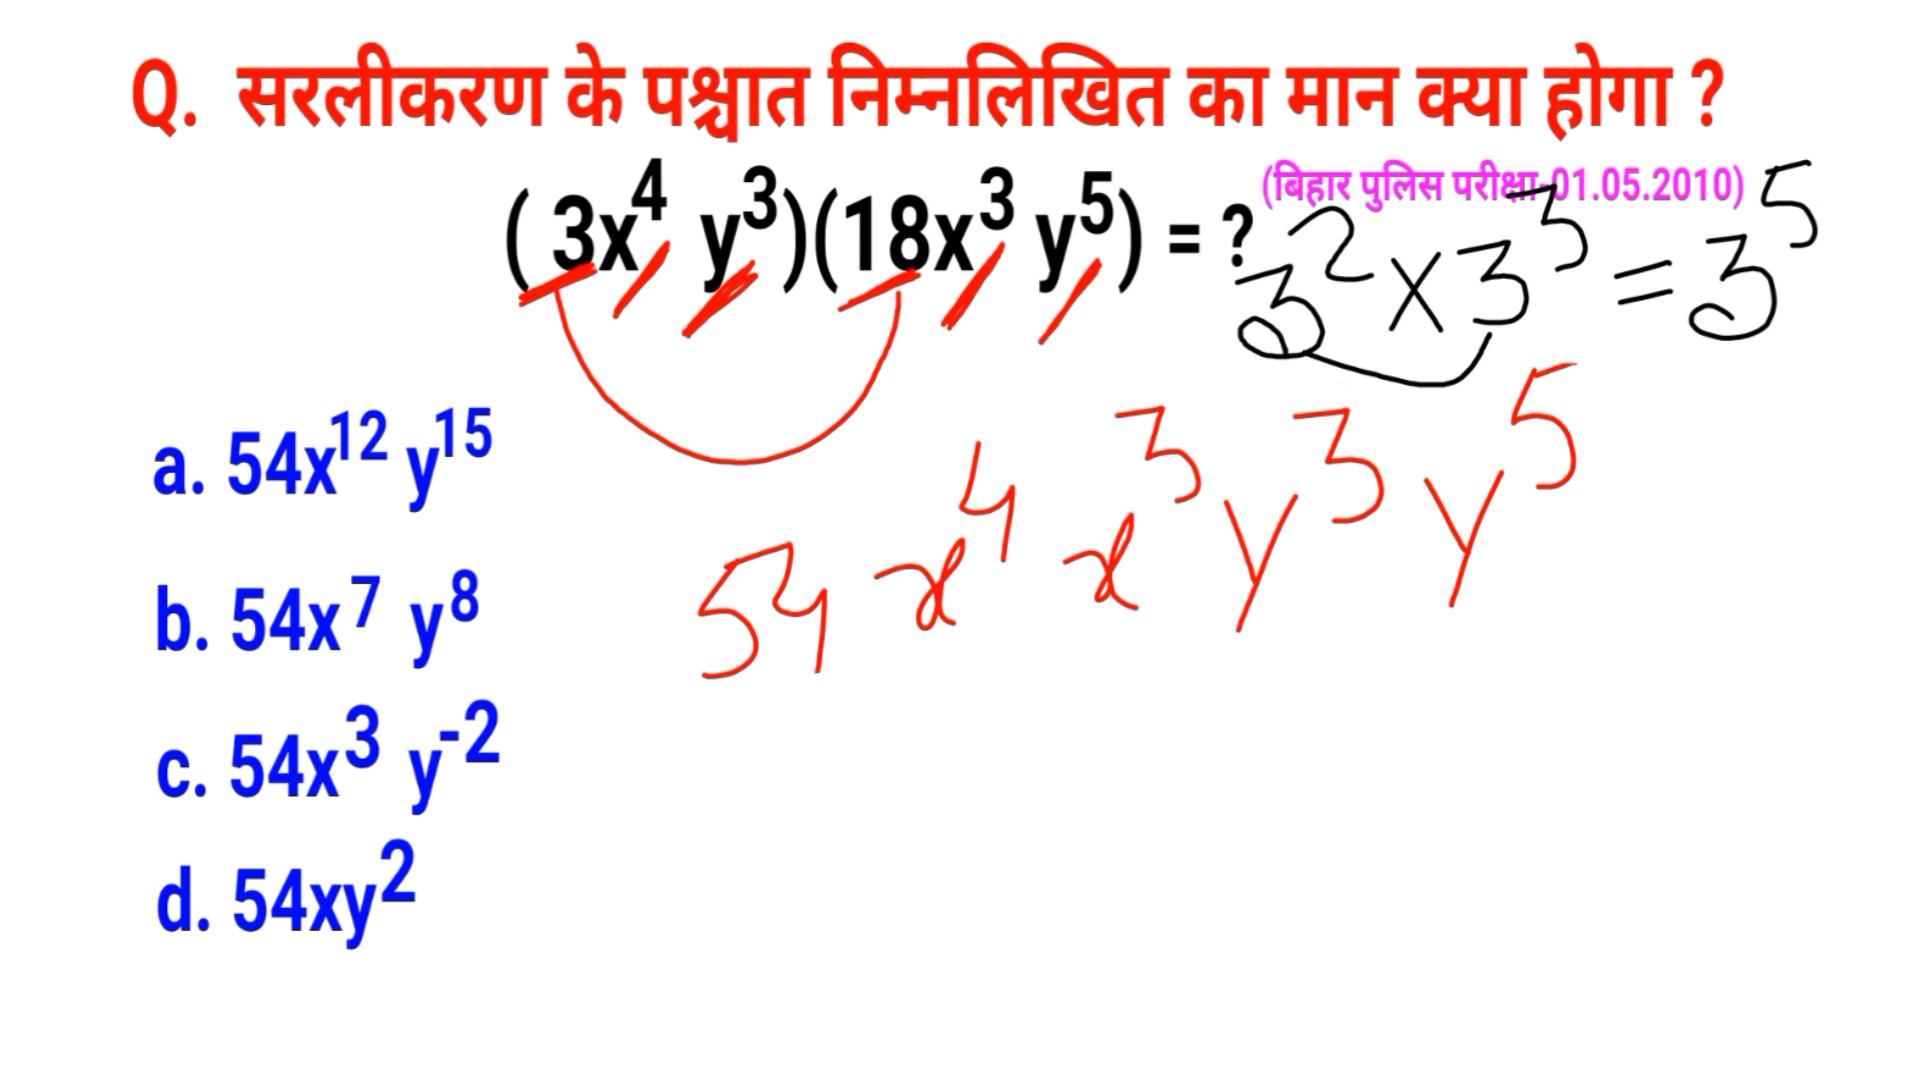 Q. सरलीकरण के पश्चात निम्नलिखित का मान क्या होगा ?
(3x⁴ y³)(18x³ y⁵) = ?
(बिहार पुलिस परीक्षा-01.05.2010)
3² × 3³ = 3⁵
a. 54x¹² y¹⁵
54 x⁴ x³ y³ y⁵
b. 54x⁷ y⁸
c. 54x³ y⁻²
d. 54xy²